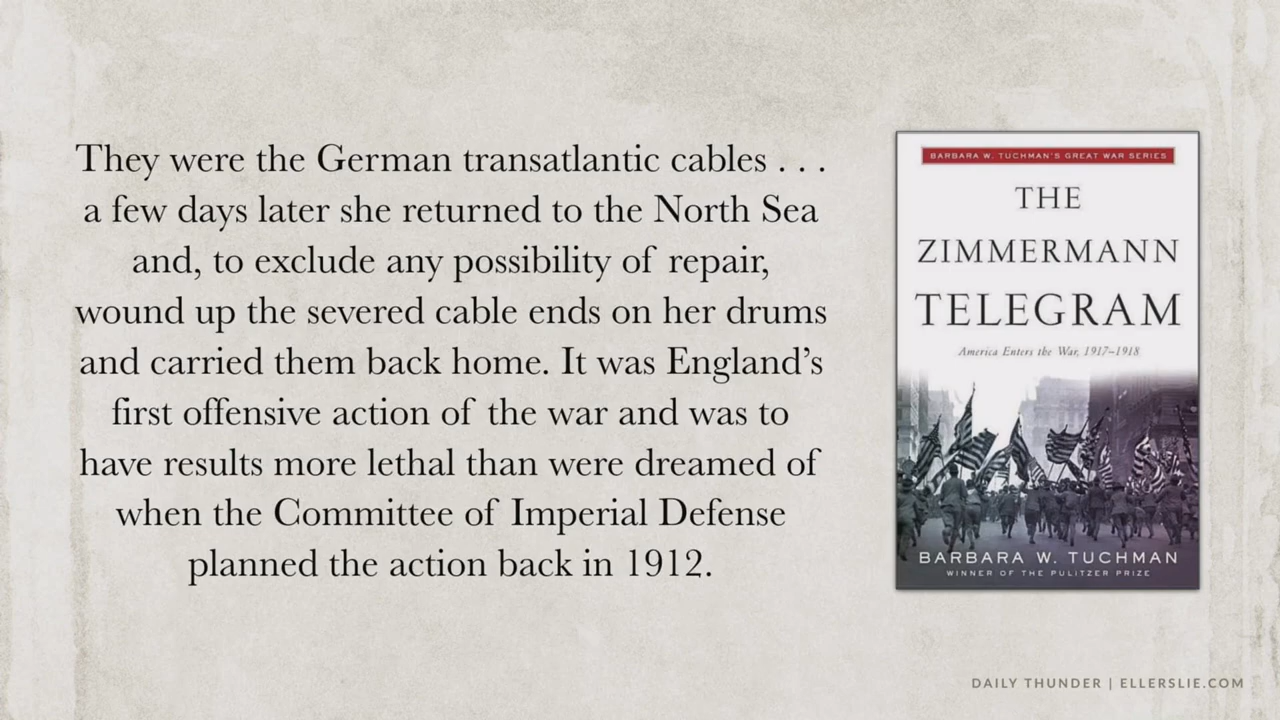 They were the German transatlantic cables . . .
a few days later she returned to the North Sea
and, to exclude any possibility of repair,
wound up the severed cable ends on her drums
and carried them back home. It was England’s
first offensive action of the war and was to
have results more lethal than were dreamed of
when the Committee of Imperial Defense
planned the action back in 1912.
BARBARA W. TUCHMAN'S GREAT WAR SERIES
THE
ZIMMERMANN
TELEGRAM
America Enters the War, 1917–1918
BARBARA W. TUCHMAN
WINNER OF THE PULITZER PRIZE
DAILY THUNDER | ELLERSLIE.COM